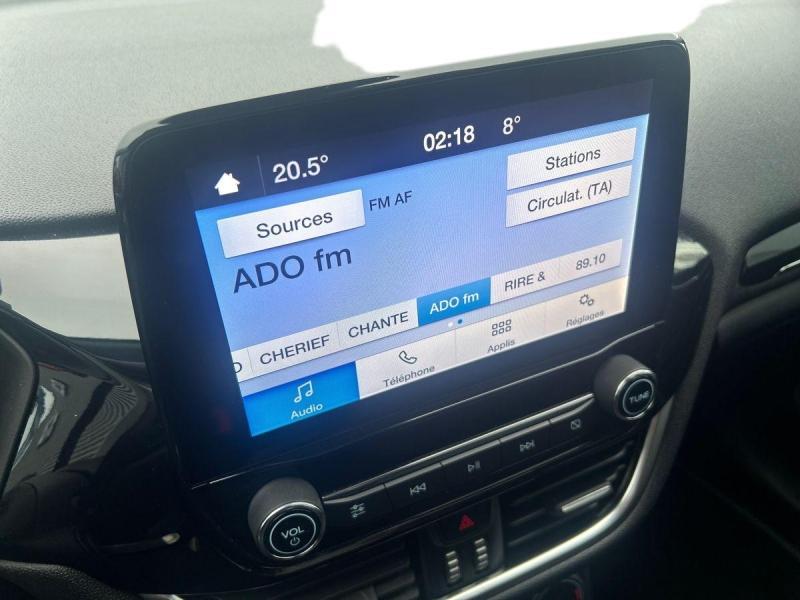 20.5° 02:18 8°
Sources FM AF Stations
Circulat. (TA)
ADO fm
CHERIEF CHANTE ADO fm RIRE & 89.10
Audio Téléphone Applis Réglages
VOL TUNE